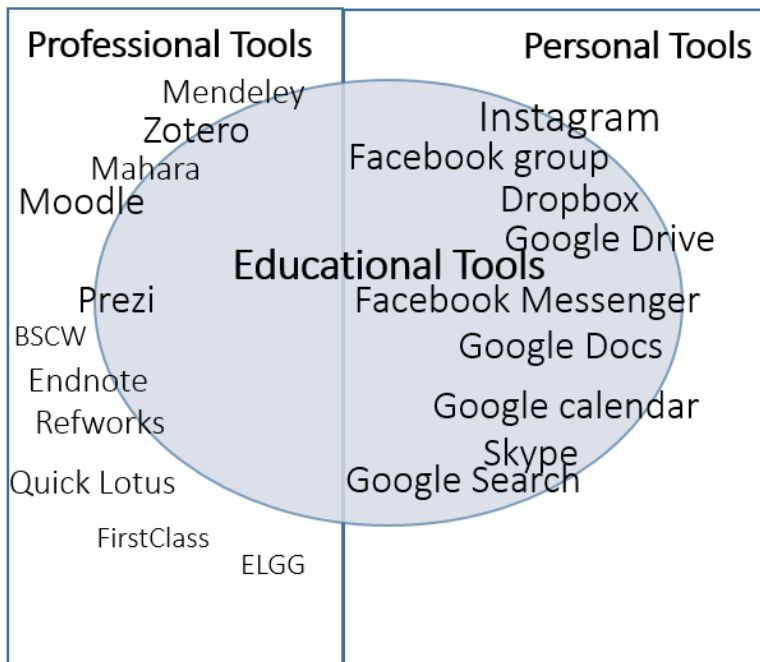 Professional Tools
Personal Tools
Mendeley
Zotero
Mahara
Moodle
Instagram
Facebook group
Dropbox
Google Drive
Educational Tools
Prezi
BSCW
Endnote
Refworks
Quick Lotus
FirstClass
ELGG
Facebook Messenger
Google Docs
Google calendar
Skype
Google Search